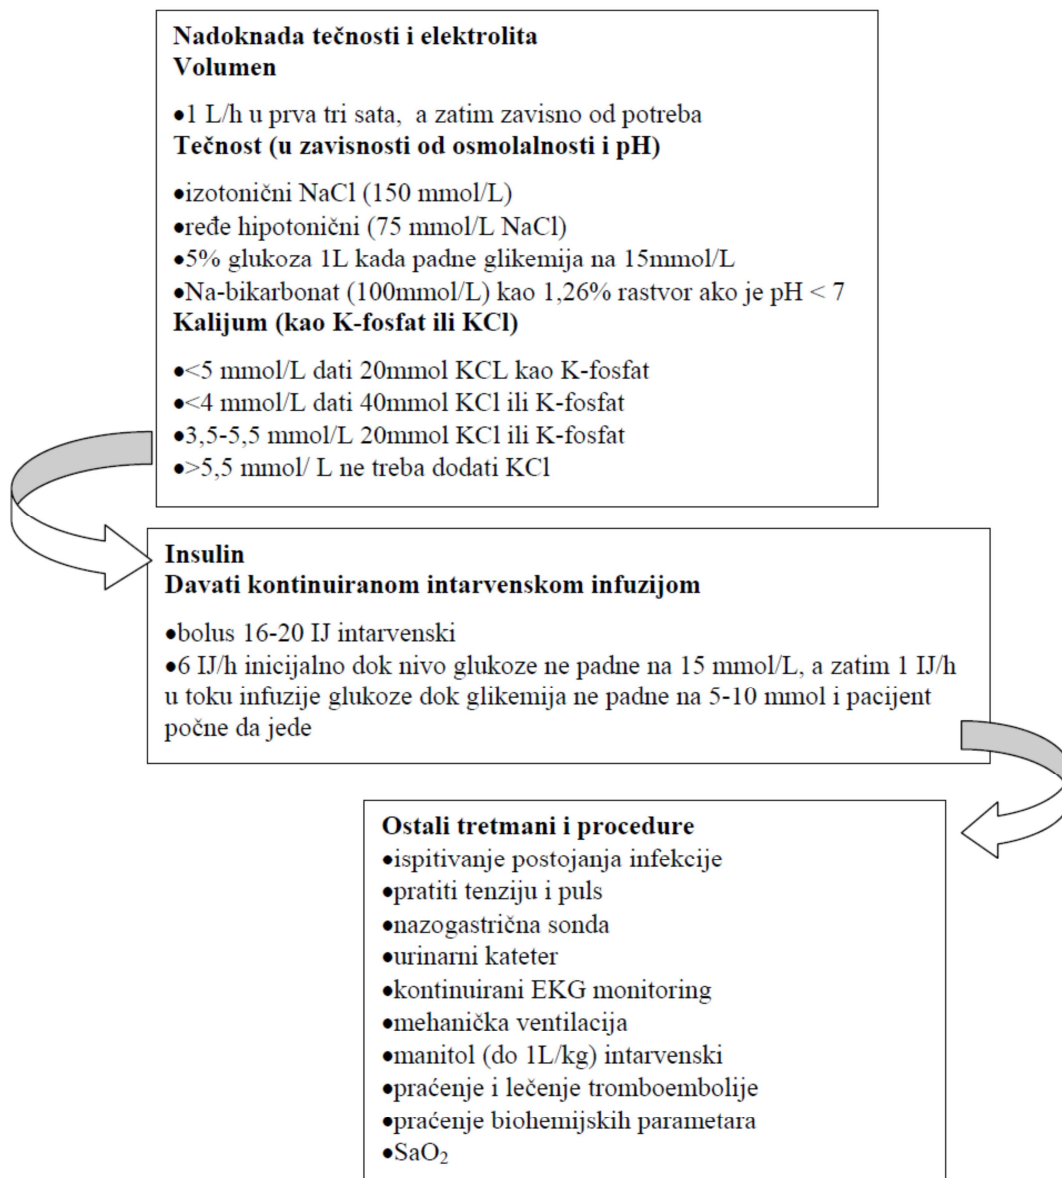 Nadoknada tečnosti i elektrolita
Volumen
•1 L/h u prva tri sata,  a zatim zavisno od potreba
Tečnost (u zavisnosti od osmolalnosti i pH)
•izotonični NaCl (150 mmol/L)
•ređe hipotonični (75 mmol/L NaCl)
•5% glukoza 1L kada padne glikemija na 15mmol/L
•Na-bikarbonat (100mmol/L) kao 1,26% rastvor ako je pH < 7
Kalijum (kao K-fosfat ili KCl)
•<5 mmol/L dati 20mmol KCL kao K-fosfat
•<4 mmol/L dati 40mmol KCl ili K-fosfat
•3,5-5,5 mmol/L 20mmol KCl ili K-fosfat
•>5,5 mmol/ L ne treba dodati KCl
Insulin
Davati kontinuiranom intarvenskom infuzijom
•bolus 16-20 IJ intarvenski
•6 IJ/h inicijalno dok nivo glukoze ne padne na 15 mmol/L, a zatim 1 IJ/h
u toku infuzije glukoze dok glikemija ne padne na 5-10 mmol i pacijent
počne da jede
Ostali tretmani i procedure
•ispitivanje postojanja infekcije
•pratiti tenziju i puls
•nazogastrična sonda
•urinarni kateter
•kontinuirani EKG monitoring
•mehanička ventilacija
•manitol (do 1L/kg) intarvenski
•praćenje i lečenje tromboembolije
•praćenje biohemijskih parametara
•SaO₂